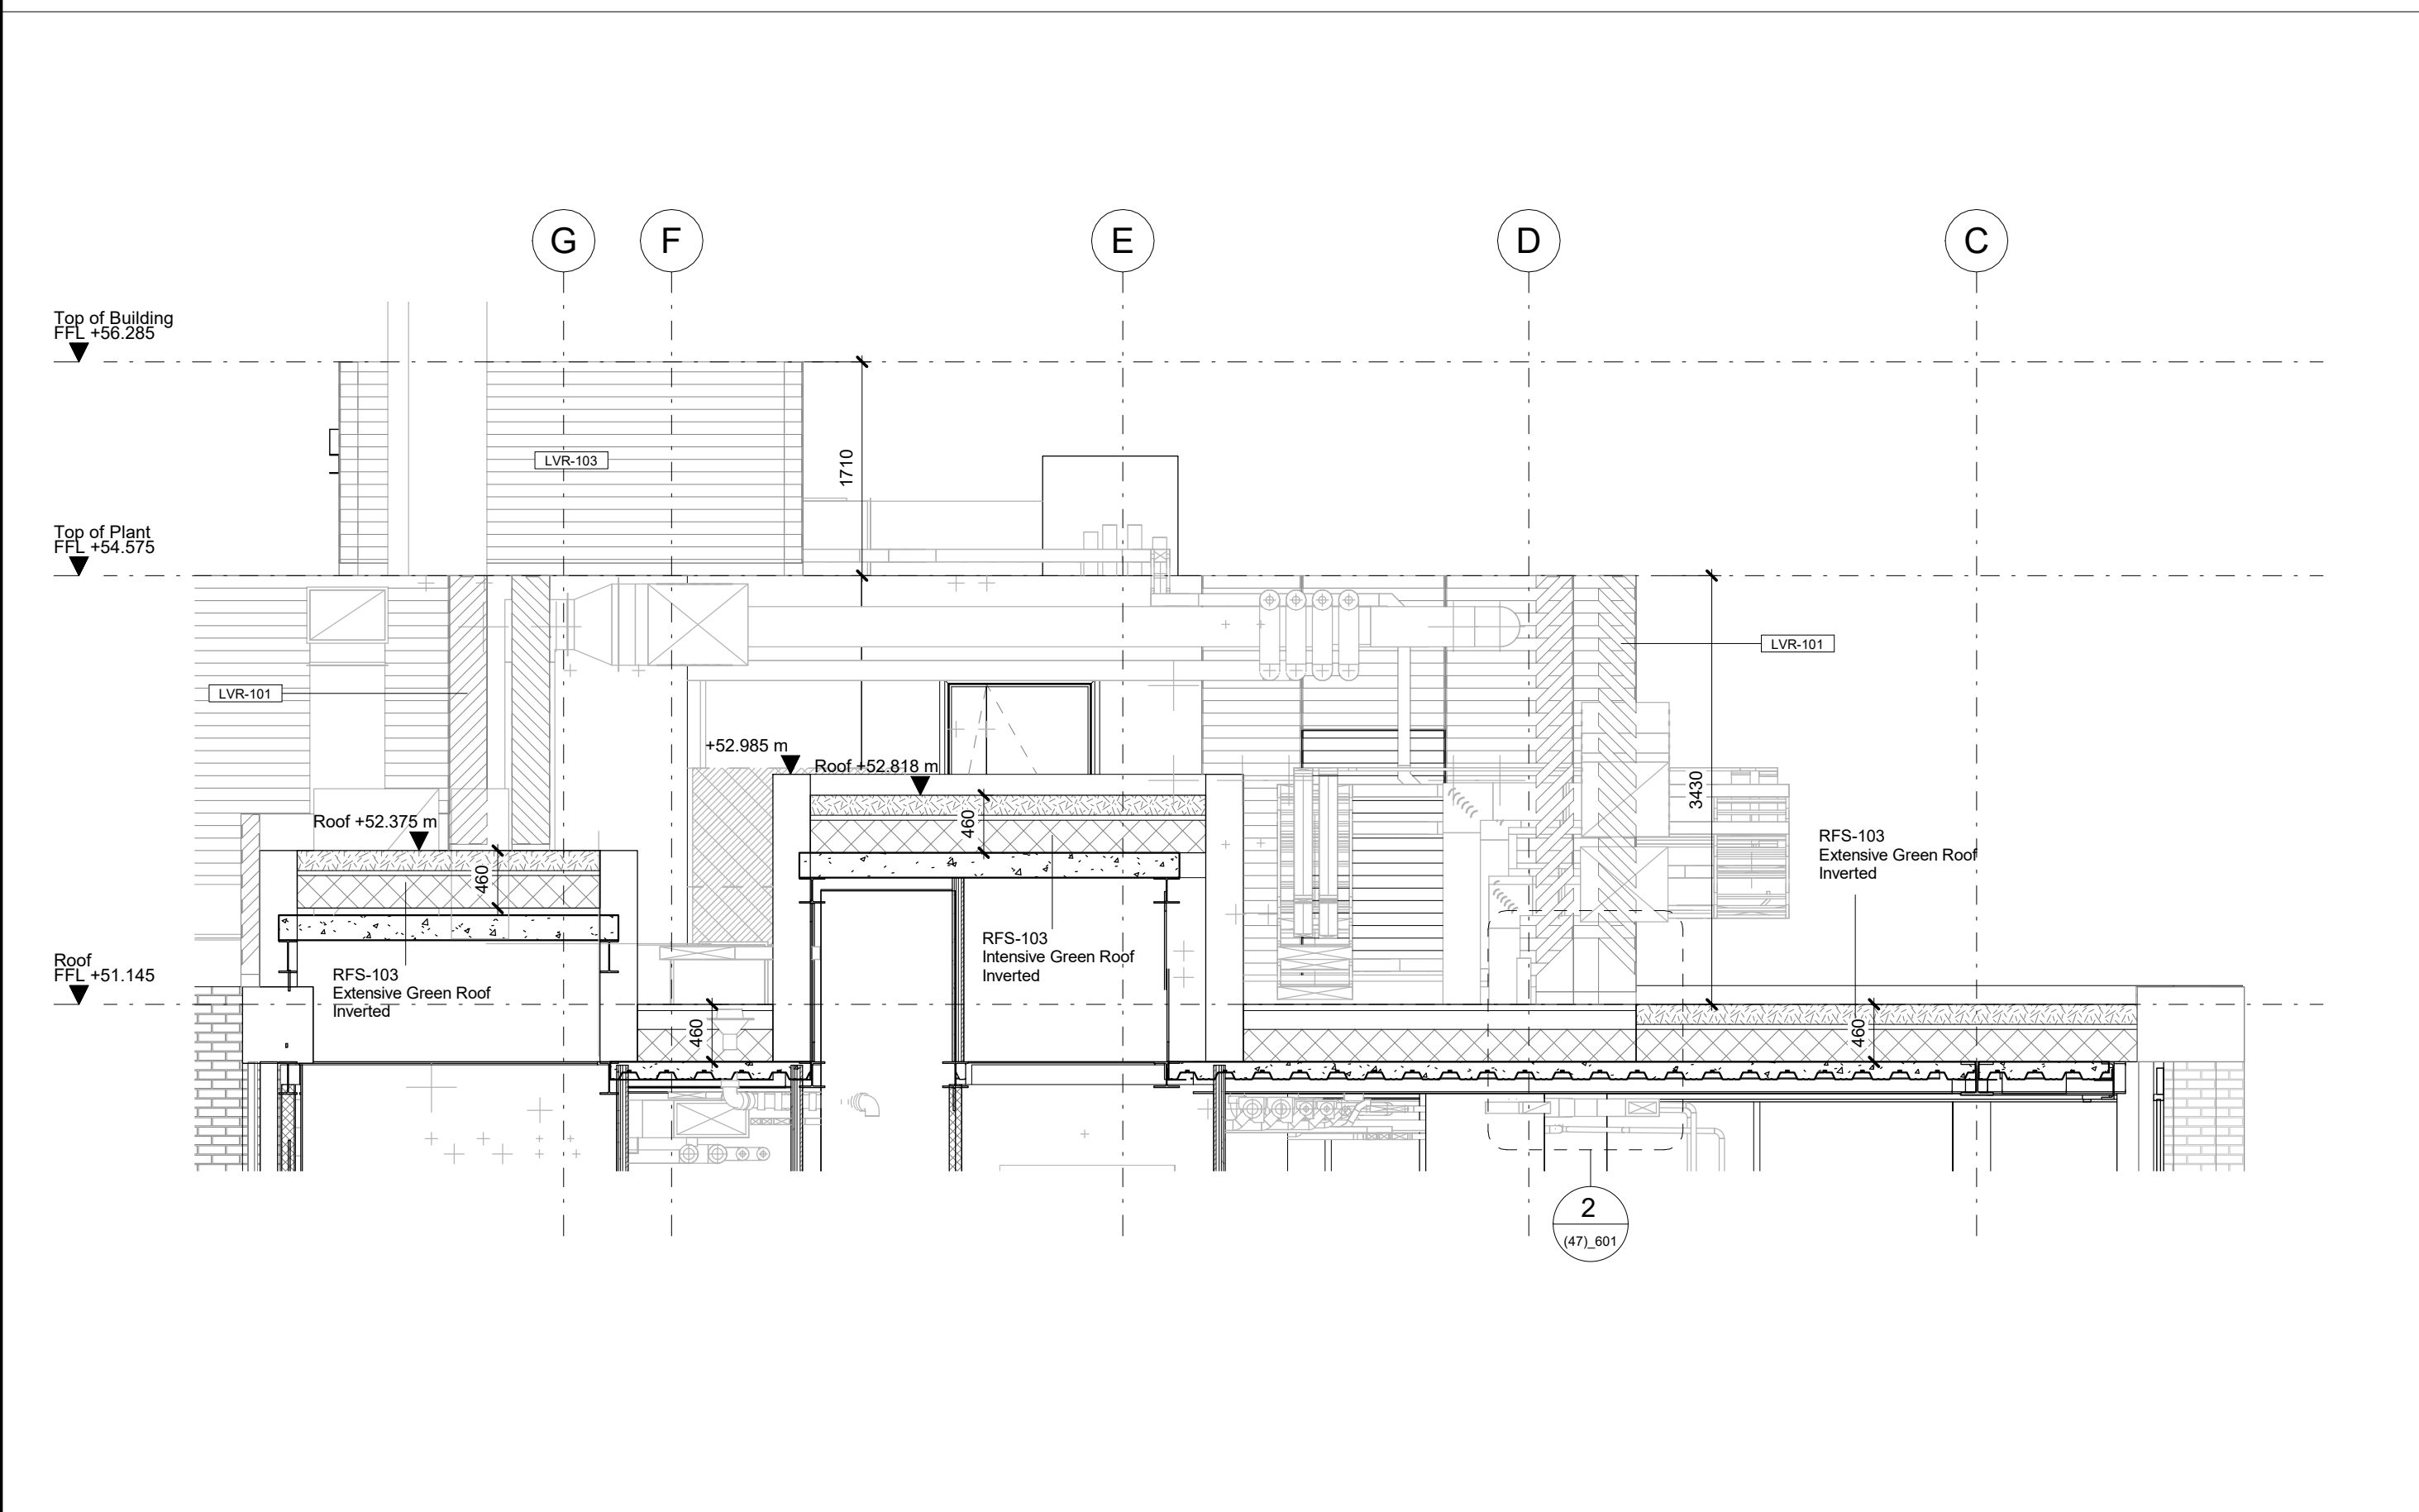 G
F
E
D
C
Top of Building
FFL +56.285
LVR-103
1710
Top of Plant
FFL +54.575
LVR-101
LVR-101
+52.985 m
Roof +52.818 m
3430
Roof +52.375 m
460
460
RFS-103
Extensive Green Roof
Inverted
RFS-103
Intensive Green Roof
Inverted
Roof
FFL +51.145
RFS-103
Extensive Green Roof
Inverted
460
460
2
(47)_601